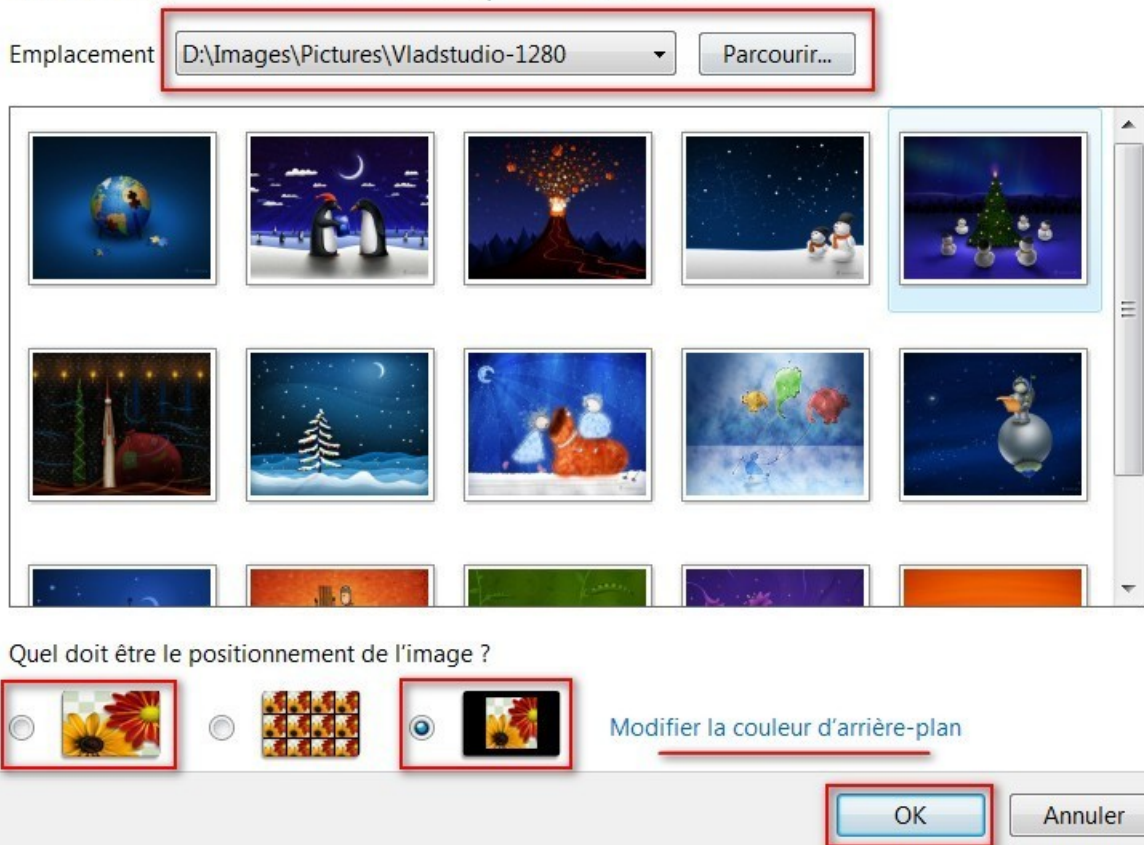 Emplacement D:\Images\Pictures\Vladstudio-1280 Parcourir...
Quel doit être le positionnement de l'image ?
Modifier la couleur d'arrière-plan
OK Annuler